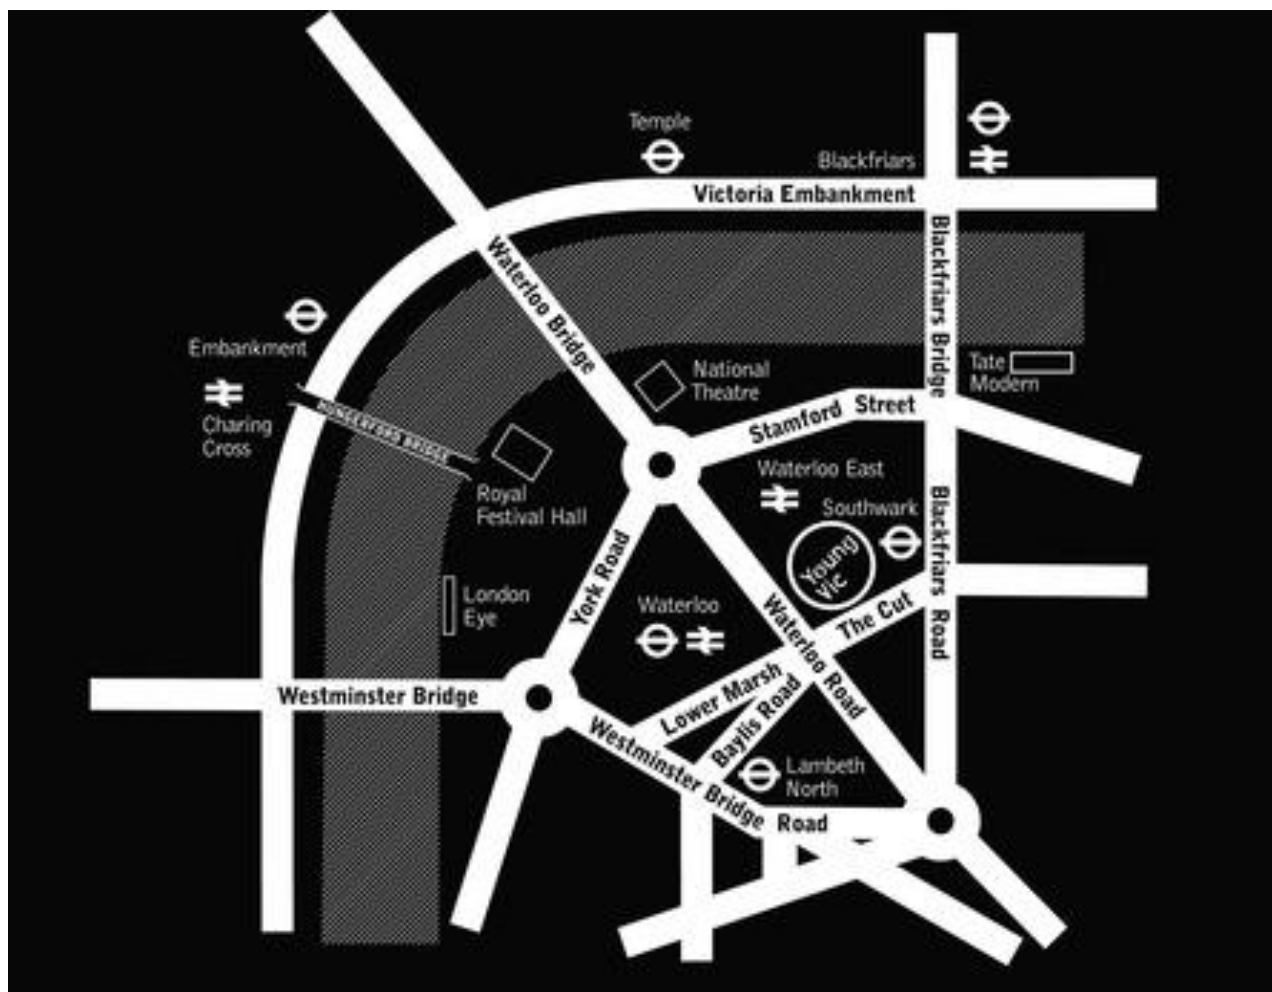 Temple
Blackfriars
Victoria Embankment
Blackfriars Bridge
Waterloo Bridge
Embankment
Charing
Cross
HUNGERFORD BRIDGE
National
Theatre
Tate
Modern
Stamford Street
Royal
Festival Hall
Waterloo East
Southwark
Blackfriars Road
Young
Vic
York Road
London
Eye
Waterloo
Waterloo Road
The Cut
Lower Marsh
Baylis Road
Westminster Bridge
Westminster Bridge Road
Lambeth
North